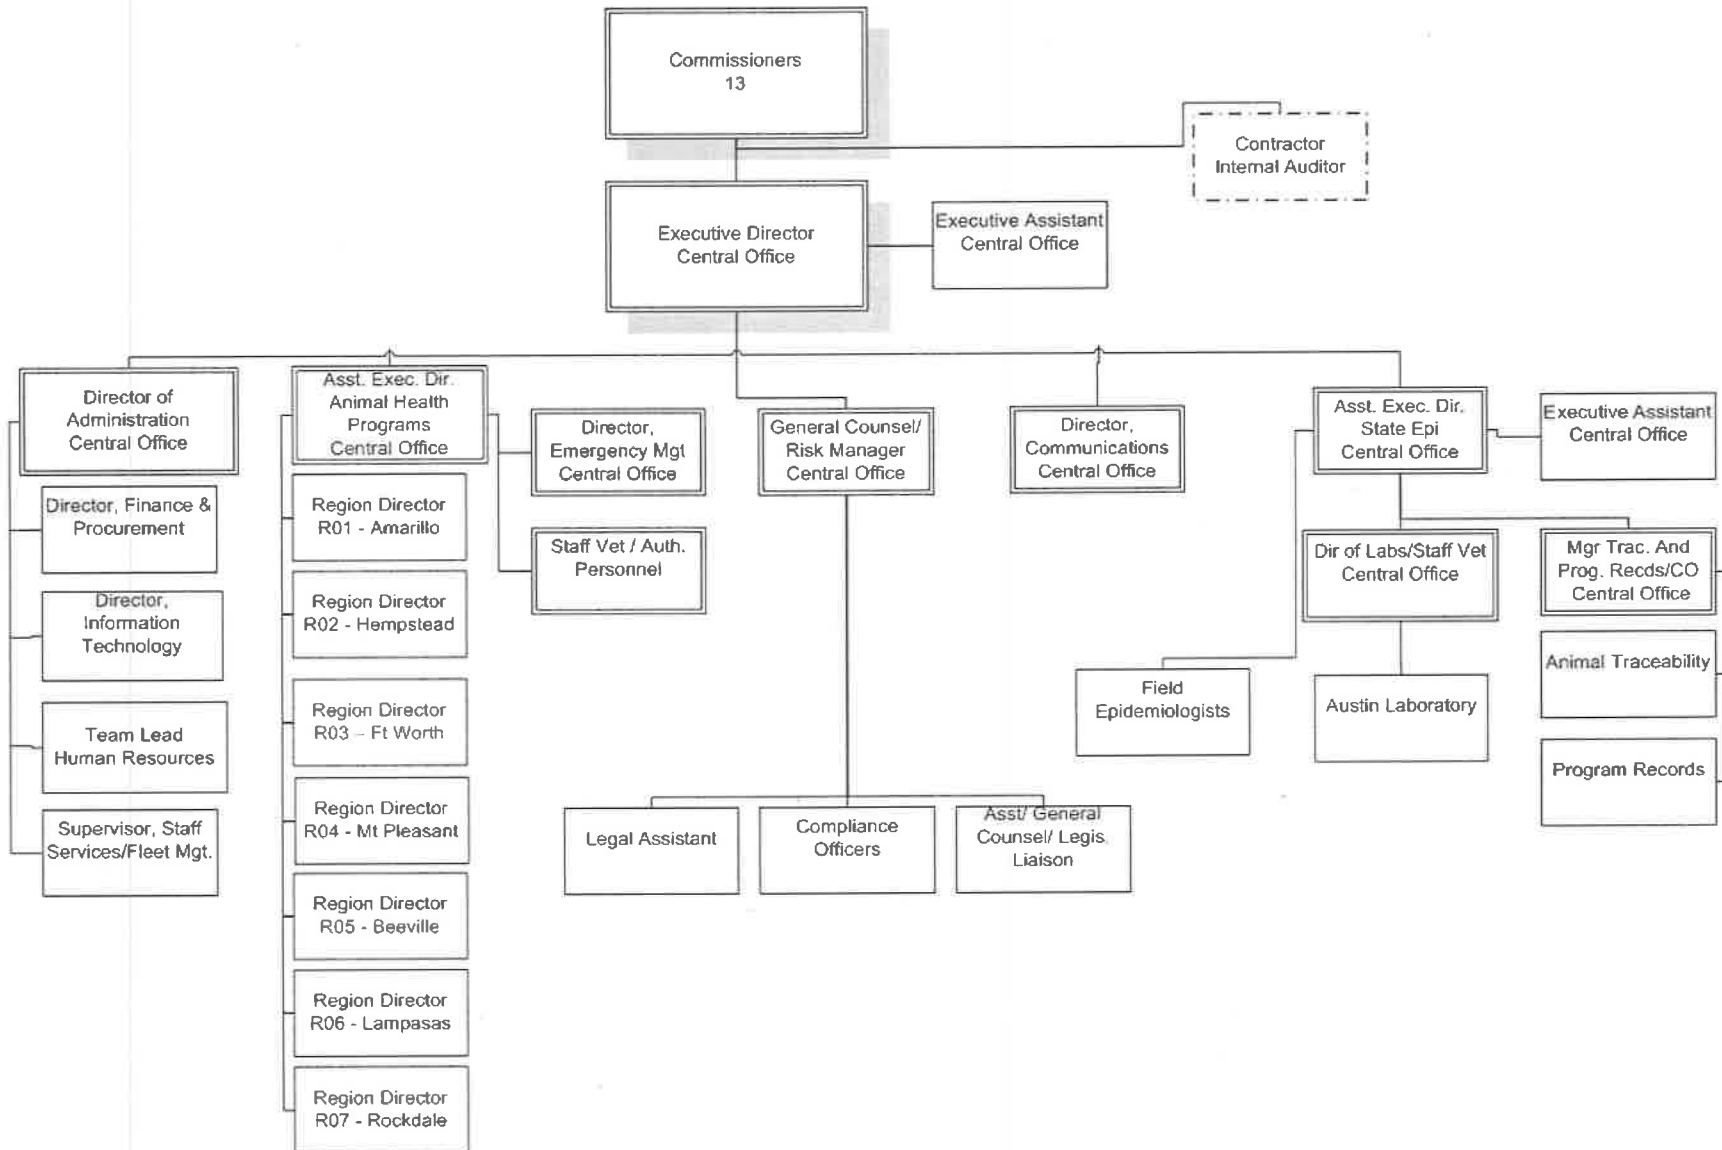 Commissioners
13
Contractor
Internal Auditor
Executive Director
Central Office
Executive Assistant
Central Office
Director of
Administration
Central Office
Director, Finance &
Procurement
Director,
Information
Technology
Team Lead
Human Resources
Supervisor, Staff
Services/Fleet Mgt.
Asst. Exec. Dir.
Animal Health
Programs
Central Office
Region Director
R01 - Amarillo
Region Director
R02 - Hempstead
Region Director
R03 – Ft Worth
Region Director
R04 - Mt Pleasant
Region Director
R05 - Beeville
Region Director
R06 - Lampasas
Region Director
R07 - Rockdale
Director,
Emergency Mgt
Central Office
Staff Vet / Auth.
Personnel
General Counsel/
Risk Manager
Central Office
Legal Assistant
Compliance
Officers
Asst/ General
Counsel/ Legis.
Liaison
Director,
Communications
Central Office
Asst. Exec. Dir.
State Epi
Central Office
Executive Assistant
Central Office
Field
Epidemiologists
Dir of Labs/Staff Vet
Central Office
Austin Laboratory
Mgr Trac. And
Prog. Recds/CO
Central Office
Animal Traceability
Program Records